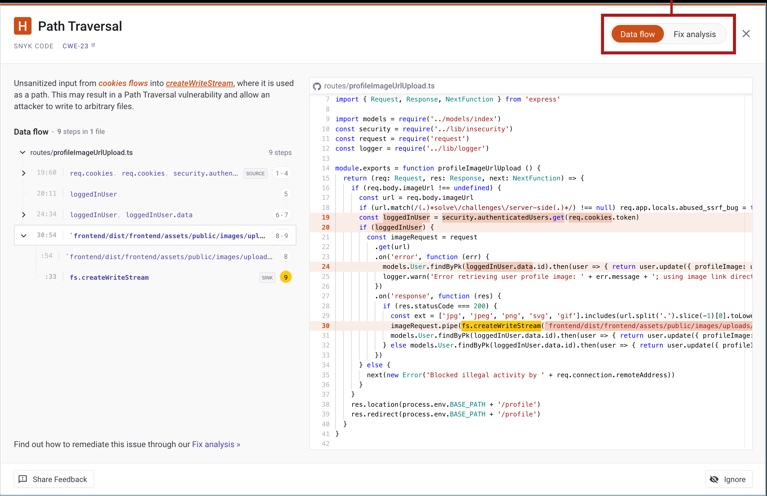 H Path Traversal
SNYK CODE CWE-23
Data flow Fix analysis
Unsanitized input from cookies flows into createWriteStream, where it is used
as a path. This may result in a Path Traversal vulnerability and allow an
attacker to write to arbitrary files.
Data flow - 9 steps in 1 file
routes/profileImageUrlUpload.ts 9 steps
19:60 req.cookies, req.cookies, security.authen... SOURCE 1-4
20:11 loggedInUser 5
24:34 loggedInUser, loggedInUser.data 6-7
30:54 `frontend/dist/frontend/assets/public/images/upl... 8-9
:54 `frontend/dist/frontend/assets/public/images/upload... 8
:33 fs.createWriteStream SINK 9
Find out how to remediate this issue through our Fix analysis »
routes/profileImageUrlUpload.ts
7 import { Request, Response, NextFunction } from 'express'
8
9 import models = require('../models/index')
10 const security = require('../lib/insecurity')
11 const request = require('request')
12 const logger = require('../lib/logger')
13
14 module.exports = function profileImageUrlUpload () {
15 return (req: Request, res: Response, next: NextFunction) => {
16 if (req.body.imageUrl !== undefined) {
17 const url = req.body.imageUrl
18 if (url.match(/(.)*solve\/challenges\/server-side(.)*/) !== null) req.app.locals.abused_ssrf_bug =
19 const loggedInUser = security.authenticatedUsers.get(req.cookies.token)
20 if (loggedInUser) {
21 const imageRequest = request
22 .get(url)
23 .on('error', function (err) {
24 models.User.findByPk(loggedInUser.data.id).then(user => { return user.update({ profileImage:
25 logger.warn('Error retrieving user profile image: ' + err.message + '; using image link direct
26 })
27 .on('response', function (res) {
28 if (res.statusCode === 200) {
29 const ext = ['jpg', 'jpeg', 'png', 'svg', 'gif'].includes(url.split('.').slice(-1)[0].toLowe
30 imageRequest.pipe(fs.createWriteStream(`frontend/dist/frontend/assets/public/images/uploads/
31 models.User.findByPk(loggedInUser.data.id).then(user => { return user.update({ profileImage:
32 } else models.User.findByPk(loggedInUser.data.id).then(user => { return user.update({ profileI
33 })
34 } else {
35 next(new Error('Blocked illegal activity by ' + req.connection.remoteAddress))
36 }
37 }
38 res.location(process.env.BASE_PATH + '/profile')
39 res.redirect(process.env.BASE_PATH + '/profile')
40 }
41 }
42
Share Feedback
Ignore